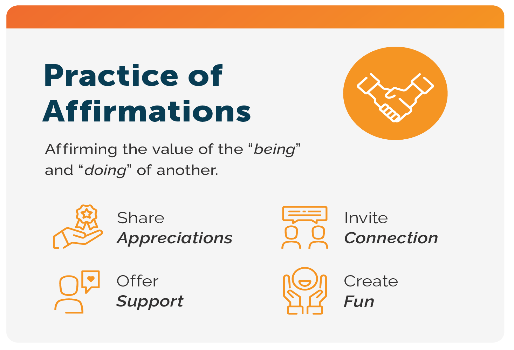 Practice of
Affirmations
Affirming the value of the “being”
and “doing” of another.
Share
Appreciations
Invite
Connection
Offer
Support
Create
Fun